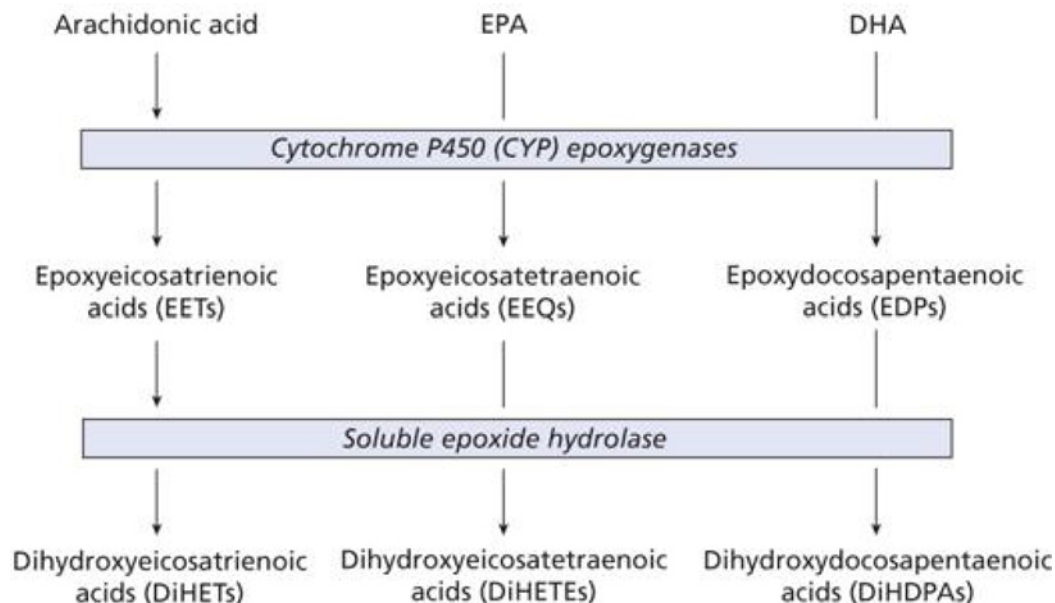 Arachidonic acid
EPA
DHA
Cytochrome P450 (CYP) epoxygenases
Epoxyeicosatrienoic
acids (EETs)
Epoxyeicosatetraenoic
acids (EEQs)
Epoxydocosapentaenoic
acids (EDPs)
Soluble epoxide hydrolase
Dihydroxyeicosatrienoic
acids (DiHETs)
Dihydroxyeicosatetraenoic
acids (DiHETEs)
Dihydroxydocosapentaenoic
acids (DiHDPAs)